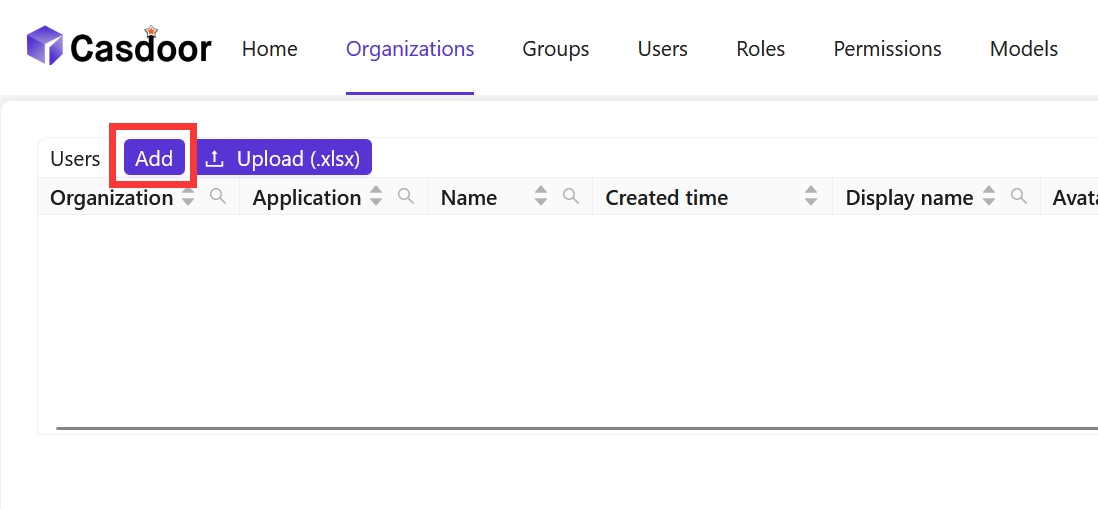 Casdoor Home Organizations Groups Users Roles Permissions Models
Users Add Upload (.xlsx)
Organization Application Name Created time Display name Avata